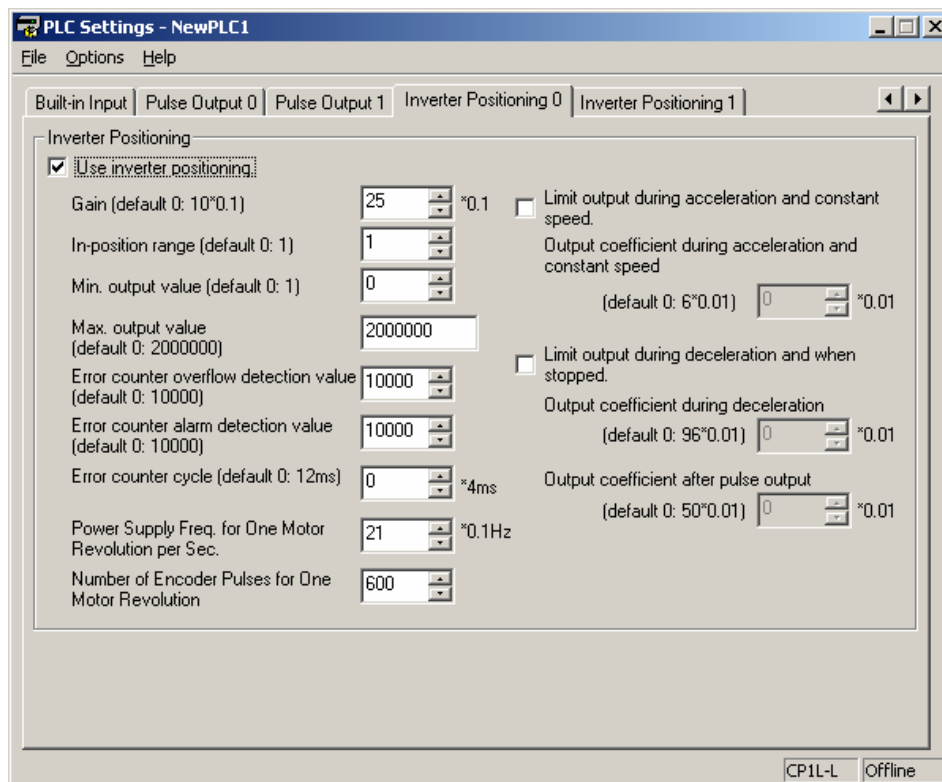 PLC Settings - NewPLC1
File Options Help
Built-in Input Pulse Output 0 Pulse Output 1 Inverter Positioning 0 Inverter Positioning 1
Inverter Positioning
Use inverter positioning.
Gain (default 0: 10*0.1) 25 *0.1
In-position range (default 0: 1) 1
Min. output value (default 0: 1) 0
Max. output value
(default 0: 2000000) 2000000
Error counter overflow detection value
(default 0: 10000) 10000
Error counter alarm detection value
(default 0: 10000) 10000
Error counter cycle (default 0: 12ms) 0 *4ms
Power Supply Freq. for One Motor
Revolution per Sec. 21 *0.1Hz
Number of Encoder Pulses for One
Motor Revolution 600
Limit output during acceleration and constant
speed.
Output coefficient during acceleration and
constant speed
(default 0: 6*0.01) 0 *0.01
Limit output during deceleration and when
stopped.
Output coefficient during deceleration
(default 0: 96*0.01) 0 *0.01
Output coefficient after pulse output
(default 0: 50*0.01) 0 *0.01
CP1L-L Offline